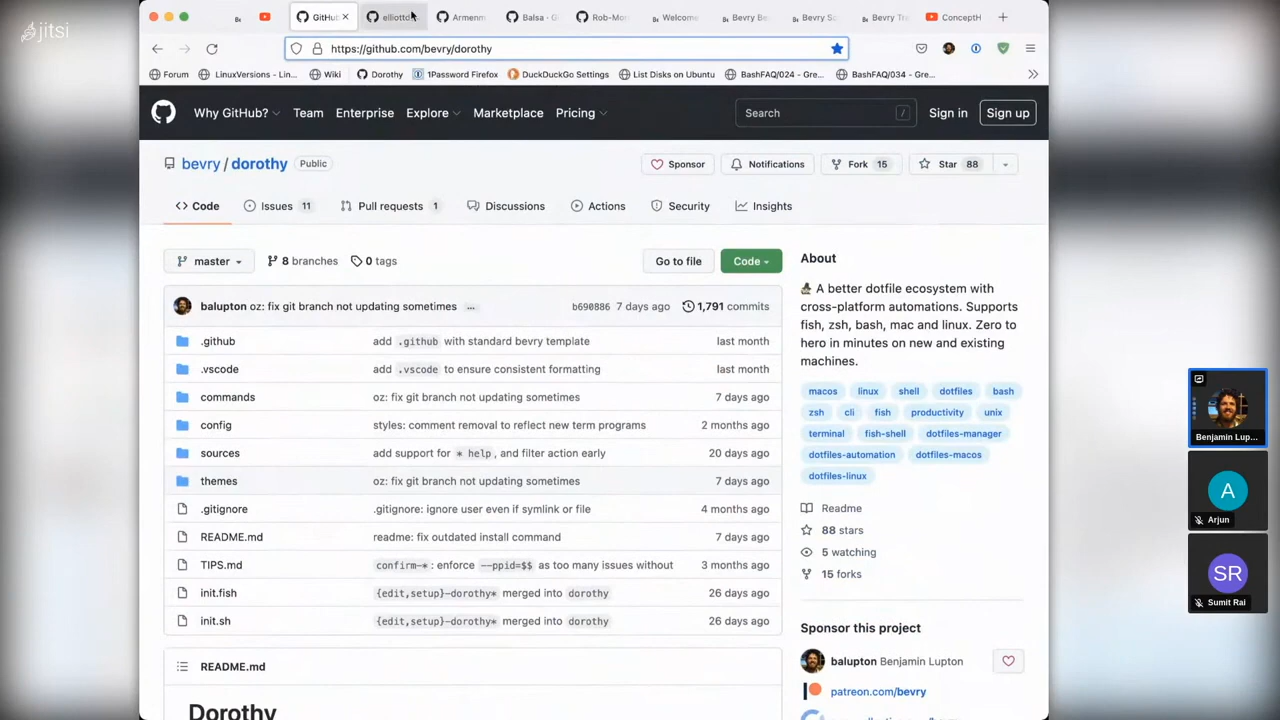 jitsi
GitHub
elliottd
Armenm
Balsa - G
Rob-Mor
Welcome
Bevry Be
Bevry Sc
Bevry Tr
ConceptH
https://github.com/bevry/dorothy
Forum
LinuxVersions - Lin...
Wiki
Dorothy
1Password Firefox
DuckDuckGo Settings
List Disks on Ubuntu
BashFAQ/024 - Gre...
BashFAQ/034 - Gre...
Why GitHub?
Team
Enterprise
Explore
Marketplace
Pricing
Search /
Sign in
Sign up
bevry / dorothy Public
Sponsor
Notifications
Fork 15
Star 88
Code
Issues 11
Pull requests 1
Discussions
Actions
Security
Insights
master
8 branches
0 tags
Go to file
Code
balupton oz: fix git branch not updating sometimes ... b690886 7 days ago 1,791 commits
.github add .github with standard bevry template last month
.vscode add .vscode to ensure consistent formatting last month
commands oz: fix git branch not updating sometimes 7 days ago
config styles: comment removal to reflect new term programs 2 months ago
sources add support for * help, and filter action early 20 days ago
themes oz: fix git branch not updating sometimes 7 days ago
.gitignore .gitignore: ignore user even if symlink or file 4 months ago
README.md readme: fix outdated install command 7 days ago
TIPS.md confirm-*: enforce --ppid=$$ as too many issues without 3 months ago
init.fish {edit,setup}-dorothy* merged into dorothy 26 days ago
init.sh {edit,setup}-dorothy* merged into dorothy 26 days ago
README.md
Dorothy
About
A better dotfile ecosystem with
cross-platform automations. Supports
fish, zsh, bash, mac and linux. Zero to
hero in minutes on new and existing
machines.
macos linux shell dotfiles bash
zsh cli fish productivity unix
terminal fish-shell dotfiles-manager
dotfiles-automation dotfiles-macos
dotfiles-linux
Readme
88 stars
5 watching
15 forks
Sponsor this project
balupton Benjamin Lupton
patreon.com/bevry
Benjamin Lup...
A
Arjun
SR
Sumit Rai